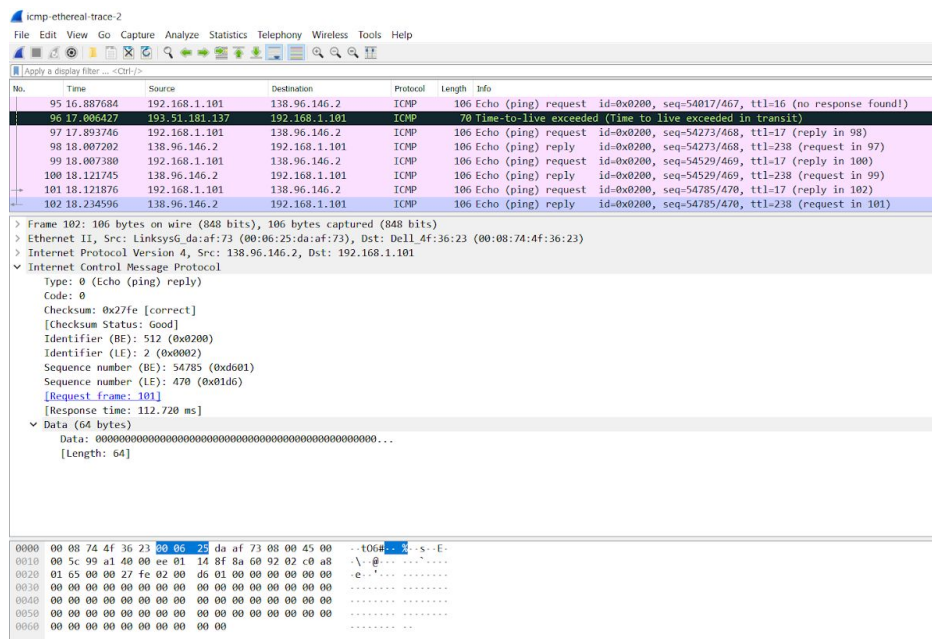 icmp-ethereal-trace-2
File Edit View Go Capture Analyze Statistics Telephony Wireless Tools Help
Apply a display filter ... <Ctrl-/>
No. Time Source Destination Protocol Length Info
95 16.887684 192.168.1.101 138.96.146.2 ICMP 106 Echo (ping) request id=0x0200, seq=54017/467, ttl=16 (no response found!)
96 17.006427 193.51.181.137 192.168.1.101 ICMP 70 Time-to-live exceeded (Time to live exceeded in transit)
97 17.893746 192.168.1.101 138.96.146.2 ICMP 106 Echo (ping) request id=0x0200, seq=54273/468, ttl=17 (reply in 98)
98 18.007202 138.96.146.2 192.168.1.101 ICMP 106 Echo (ping) reply id=0x0200, seq=54273/468, ttl=238 (request in 97)
99 18.007380 192.168.1.101 138.96.146.2 ICMP 106 Echo (ping) request id=0x0200, seq=54529/469, ttl=17 (reply in 100)
100 18.121745 138.96.146.2 192.168.1.101 ICMP 106 Echo (ping) reply id=0x0200, seq=54529/469, ttl=238 (request in 99)
101 18.121876 192.168.1.101 138.96.146.2 ICMP 106 Echo (ping) request id=0x0200, seq=54785/470, ttl=17 (reply in 102)
102 18.234596 138.96.146.2 192.168.1.101 ICMP 106 Echo (ping) reply id=0x0200, seq=54785/470, ttl=238 (request in 101)
> Frame 102: 106 bytes on wire (848 bits), 106 bytes captured (848 bits)
> Ethernet II, Src: LinksysG_da:af:73 (00:06:25:da:af:73), Dst: Dell_4f:36:23 (00:08:74:4f:36:23)
> Internet Protocol Version 4, Src: 138.96.146.2, Dst: 192.168.1.101
Internet Control Message Protocol
Type: 0 (Echo (ping) reply)
Code: 0
Checksum: 0x27fe [correct]
[Checksum Status: Good]
Identifier (BE): 512 (0x0200)
Identifier (LE): 2 (0x0002)
Sequence number (BE): 54785 (0xd601)
Sequence number (LE): 470 (0x01d6)
[Request frame: 101]
[Response time: 112.720 ms]
Data (64 bytes)
Data: 000000000000000000000000000000000000000000000000...
[Length: 64]
0000 00 08 74 4f 36 23 00 06 25 da af 73 08 00 45 00 ··tO6#·· %··s··E·
0010 00 5c 99 a1 40 00 ee 01 14 8f 8a 60 92 02 c0 a8 ·\··@··· ···`····
0020 01 65 00 00 27 fe 02 00 d6 01 00 00 00 00 00 00 ·e··'··· ········
0030 00 00 00 00 00 00 00 00 00 00 00 00 00 00 00 00 ········ ········
0040 00 00 00 00 00 00 00 00 00 00 00 00 00 00 00 00 ········ ········
0050 00 00 00 00 00 00 00 00 00 00 00 00 00 00 00 00 ········ ········
0060 00 00 00 00 00 00 00 00 00 00 ········ ··